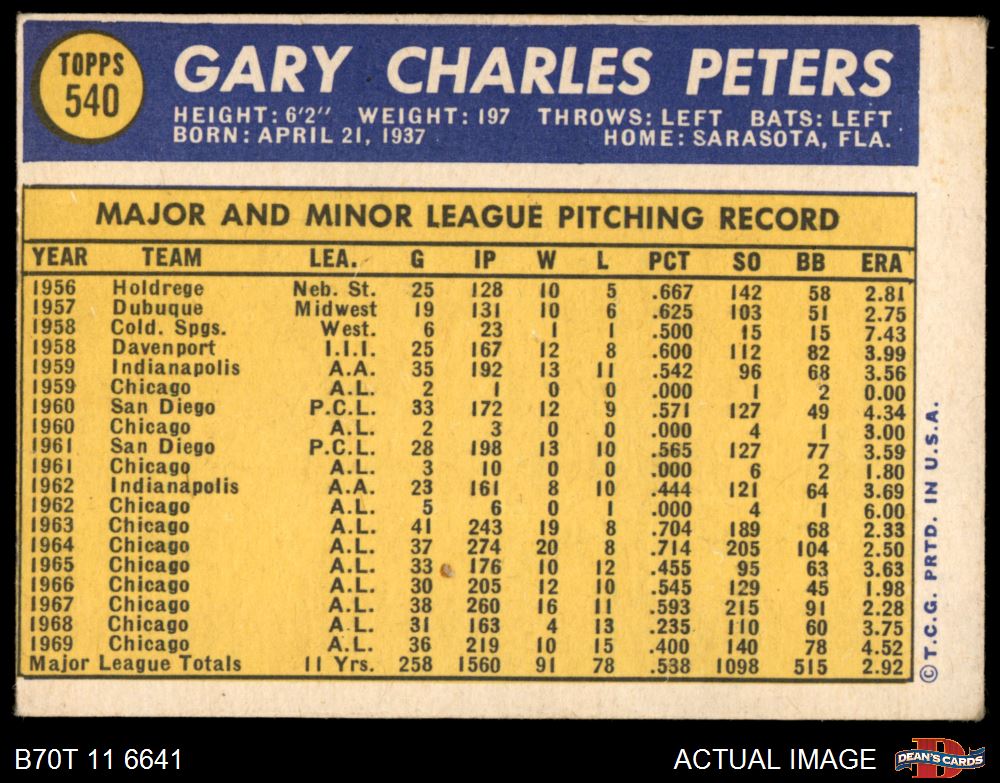 TOPPS
540
GARY CHARLES PETERS
HEIGHT: 6'2" WEIGHT: 197 THROWS: LEFT BATS: LEFT
BORN: APRIL 21, 1937 HOME: SARASOTA, FLA.
MAJOR AND MINOR LEAGUE PITCHING RECORD
YEAR TEAM LEA. G IP W L PCT SO BB ERA
1956 Holdrege Neb. St. 25 128 10 5 .667 142 58 2.81
1957 Dubuque Midwest 19 131 10 6 .625 103 51 2.75
1958 Cold. Spgs. West. 6 23 1 1 .500 15 15 7.43
1958 Davenport I.I.I. 25 167 12 8 .600 112 82 3.99
1959 Indianapolis A.A. 35 192 13 11 .542 96 68 3.56
1959 Chicago A.L. 2 1 0 0 .000 1 2 0.00
1960 San Diego P.C.L. 33 172 12 9 .571 127 49 4.34
1960 Chicago A.L. 2 3 0 0 .000 4 1 3.00
1961 San Diego P.C.L. 28 198 13 10 .565 127 77 3.59
1961 Chicago A.L. 3 10 0 0 .000 6 2 1.80
1962 Indianapolis A.A. 23 161 8 10 .444 121 64 3.69
1962 Chicago A.L. 5 6 0 1 .000 4 1 6.00
1963 Chicago A.L. 41 243 19 8 .704 189 68 2.33
1964 Chicago A.L. 37 274 20 8 .714 205 104 2.50
1965 Chicago A.L. 33 176 10 12 .455 95 63 3.63
1966 Chicago A.L. 30 205 12 10 .545 129 45 1.98
1967 Chicago A.L. 38 260 16 11 .593 215 91 2.28
1968 Chicago A.L. 31 163 4 13 .235 110 60 3.75
1969 Chicago A.L. 36 219 10 15 .400 140 78 4.52
Major League Totals 11 Yrs. 258 1560 91 78 .538 1098 515 2.92
© T.C.G. PRTD. IN U.S.A.
B70T 11 6641 ACTUAL IMAGE
D
DEAN'S CARDS